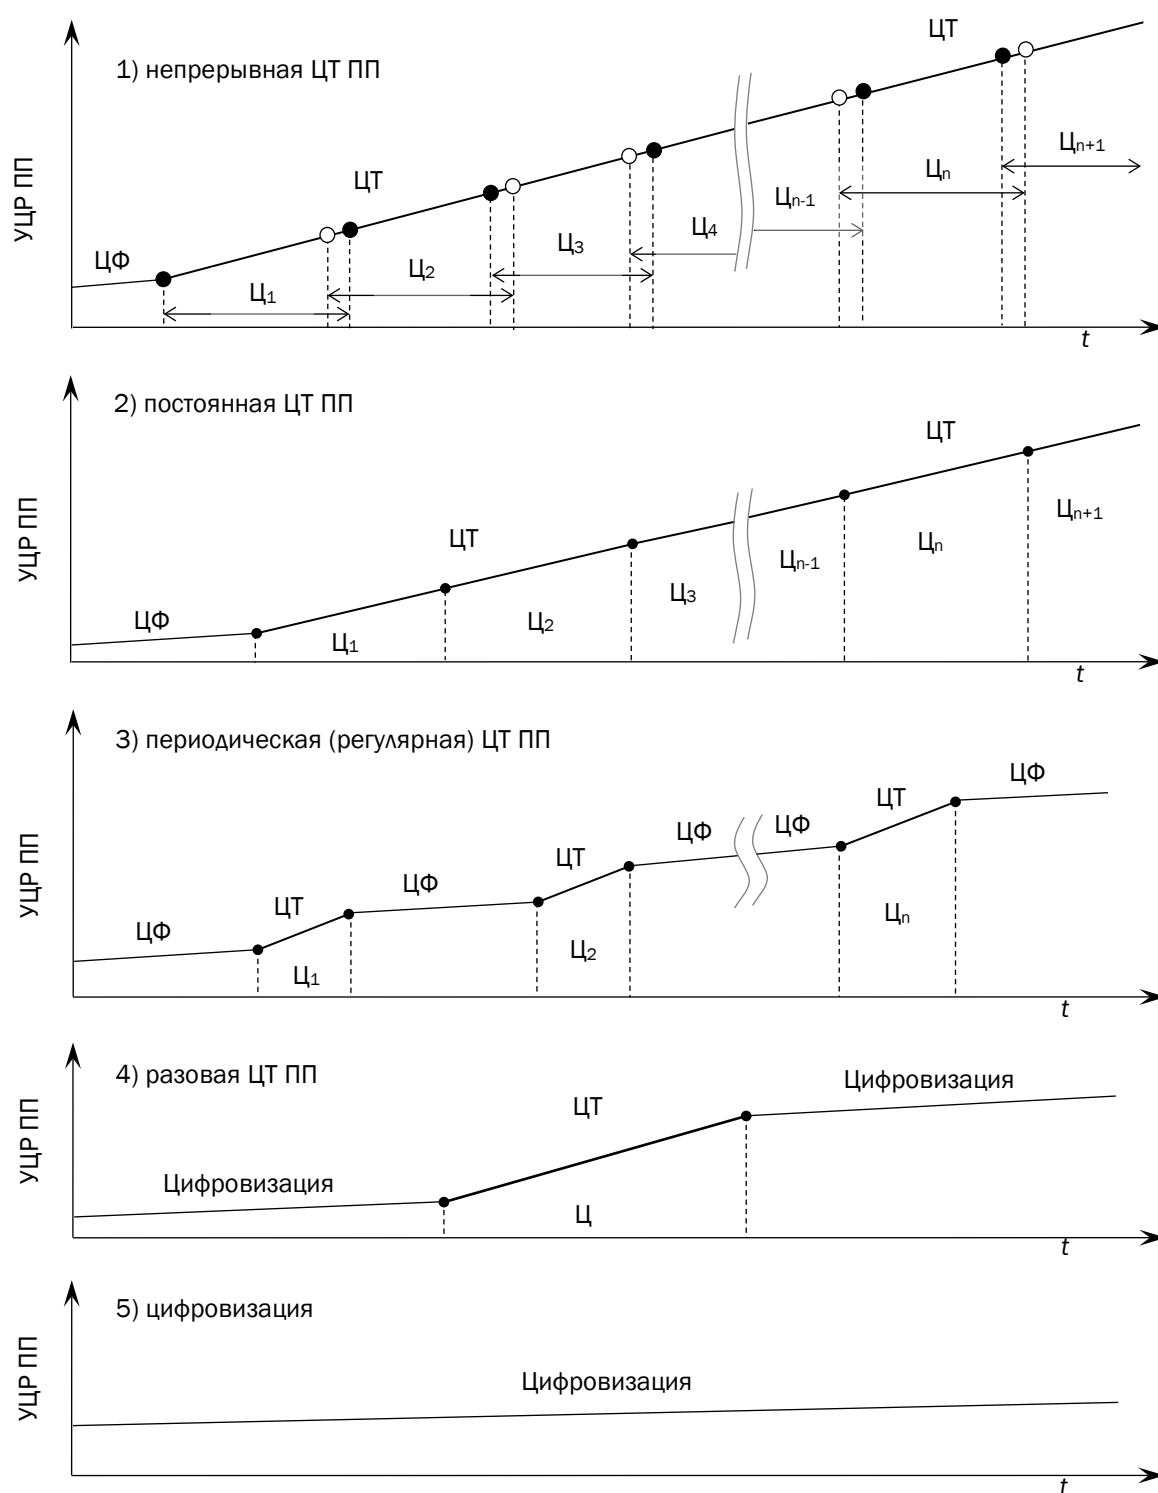 1) непрерывная ЦТ ПП
УЦР ПП
ЦФ
ЦТ
ЦТ
Ц1
Ц2
Ц3
Ц4
Цn-1
Цn
Цn+1
t
2) постоянная ЦТ ПП
УЦР ПП
ЦФ
ЦТ
ЦТ
Ц1
Ц2
Ц3
Цn-1
Цn
Цn+1
t
3) периодическая (регулярная) ЦТ ПП
УЦР ПП
ЦФ
ЦТ
ЦФ
ЦТ
ЦФ
ЦФ
ЦТ
ЦФ
Ц1
Ц2
Цn
t
4) разовая ЦТ ПП
УЦР ПП
Цифровизация
ЦТ
Цифровизация
Ц
t
5) цифровизация
УЦР ПП
Цифровизация
t